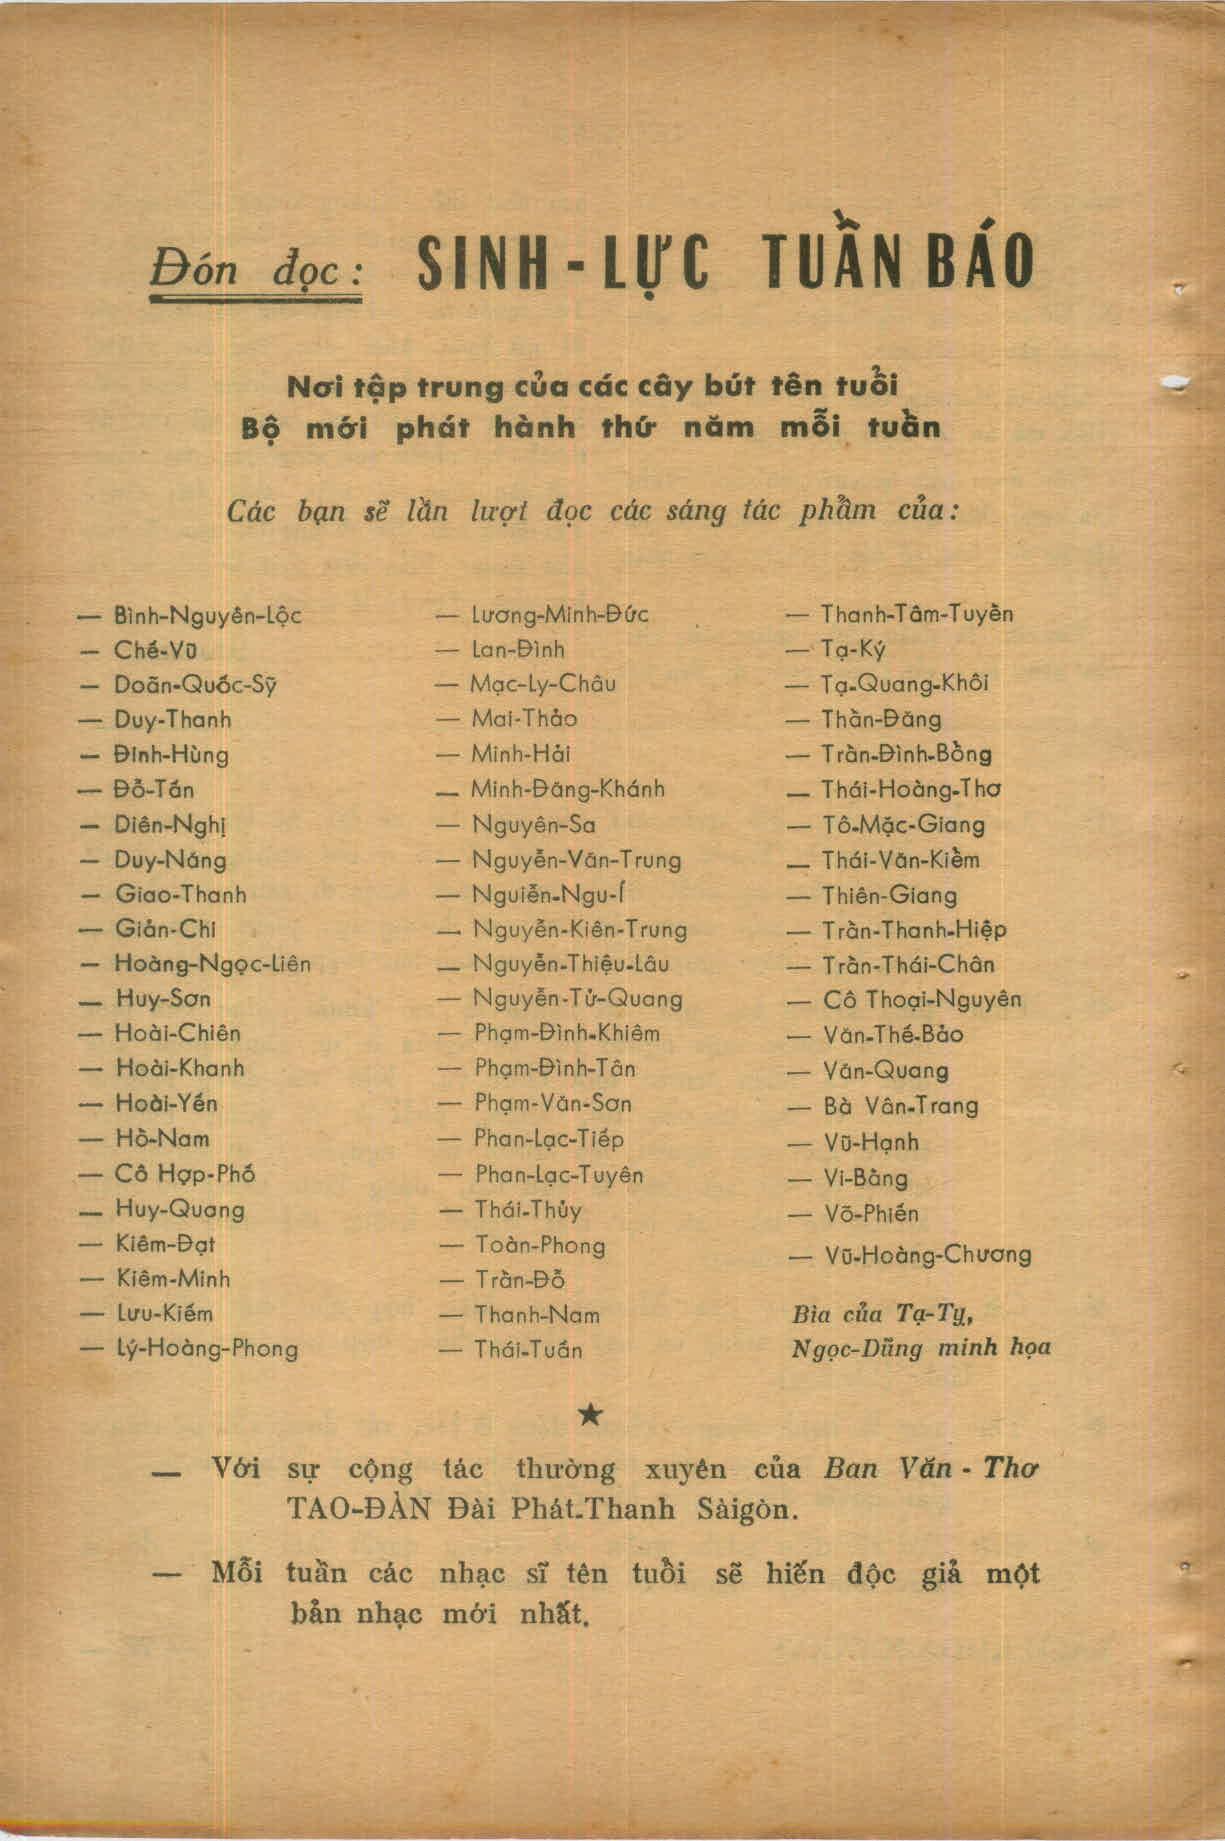 Đón đọc: SINH-LỰC TUẦN BÁO
Nơi tập trung của các cây bút tên tuổi
Bộ mới phát hành thứ năm mỗi tuần
Các bạn sẽ lần lượt đọc các sáng tác phẩm của:
— Bình-Nguyên-Lộc
— Chế-Vũ
— Doãn-Quốc-Sỹ
— Duy-Thanh
— Đinh-Hùng
— Đỗ-Tấn
— Diên-Nghị
— Duy-Năng
— Giao-Thanh
— Giản-Chi
— Hoàng-Ngọc-Liên
— Huy-Sơn
— Hoài-Chiên
— Hoài-Khanh
— Hoài-Yến
— Hồ-Nam
— Cô Hợp-Phố
— Huy-Quang
— Kiêm-Đạt
— Kiêm-Minh
— Lưu-Kiếm
— Lý-Hoàng-Phong
— Lương-Minh-Đức
— Lan-Đình
— Mạc-Ly-Châu
— Mai-Thảo
— Minh-Hải
— Minh-Đăng-Khánh
— Nguyên-Sa
— Nguyễn-Văn-Trung
— Nguiễn-Ngu-Í
— Nguyễn-Kiên-Trung
— Nguyễn-Thiệu-Lâu
— Nguyễn-Tử-Quang
— Phạm-Đình-Khiêm
— Phạm-Đình-Tân
— Phạm-Văn-Sơn
— Phan-Lạc-Tiếp
— Phan-Lạc-Tuyên
— Thái-Thủy
— Toàn-Phong
— Trần-Đỗ
— Thanh-Nam
— Thái-Tuấn
— Thanh-Tâm-Tuyền
— Tạ-Ký
— Tạ-Quang-Khôi
— Thần-Đăng
— Trần-Đình-Bồng
— Thái-Hoàng-Thơ
— Tô-Mặc-Giang
— Thái-Văn-Kiềm
— Thiên-Giang
— Trần-Thanh-Hiệp
— Trần-Thái-Chân
— Cô Thoại-Nguyên
— Văn-Thế-Bảo
— Văn-Quang
— Bà Vân-Trang
— Vũ-Hạnh
— Vi-Bằng
— Võ-Phiến
— Vũ-Hoàng-Chương
Bìa của Tạ-Tỵ,
Ngọc-Dũng minh họa
★
— Với sự cộng tác thường xuyên của Ban Văn - Thơ
TAO-ĐÀN Đài Phát-Thanh Sàigòn.
— Mỗi tuần các nhạc sĩ tên tuổi sẽ hiến độc giả một
bản nhạc mới nhất.